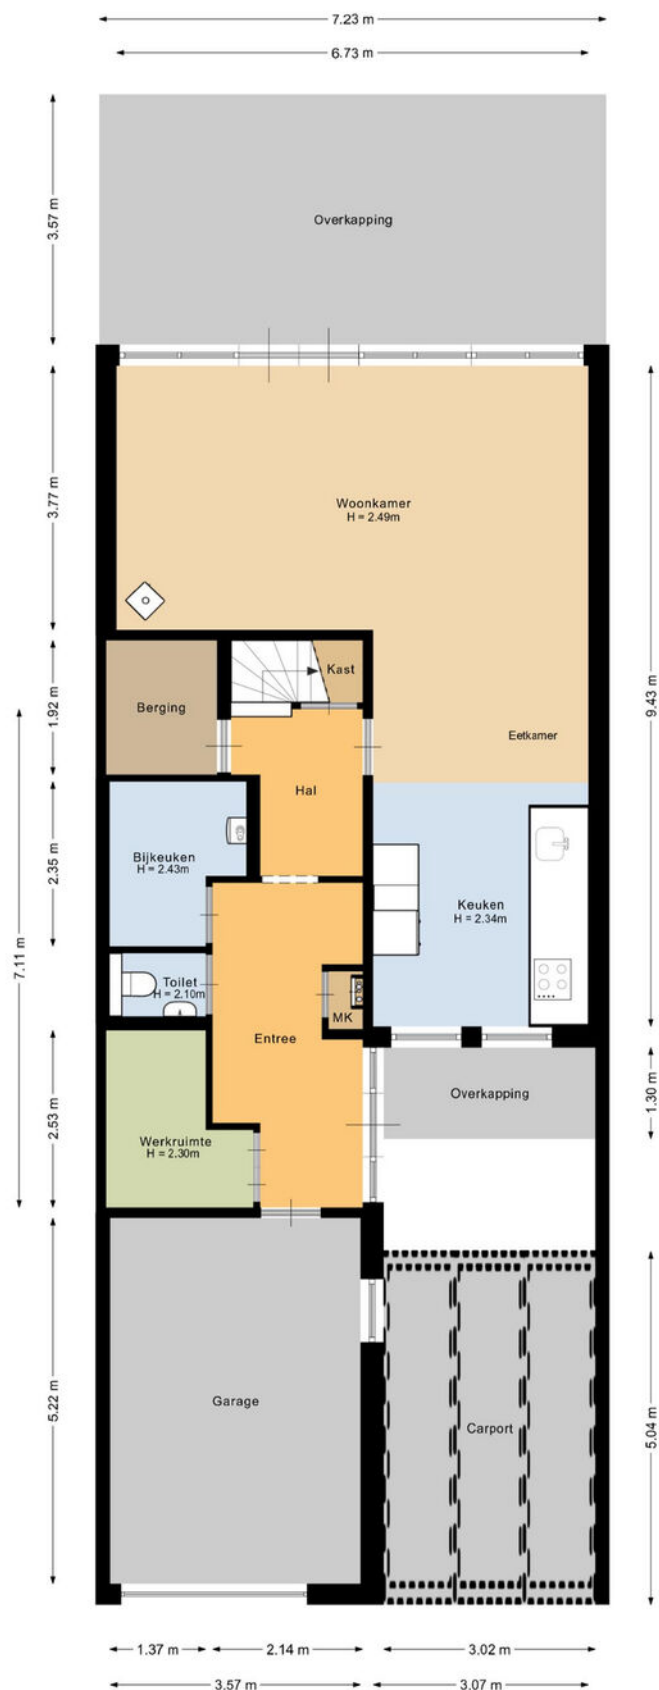 7.23 m
6.73 m
3.57 m
Overkapping
3.77 m
Woonkamer
H = 2.49m
9.43 m
1.92 m
Berging
Kast
Eetkamer
Hal
7.11 m
2.35 m
Bijkeuken
H = 2.43m
Keuken
H = 2.34m
Toilet
H = 2.10m
MK
Entree
2.53 m
Werkruimte
H = 2.30m
Overkapping
1.30 m
5.22 m
Garage
Carport
5.04 m
1.37 m
2.14 m
3.02 m
3.57 m
3.07 m